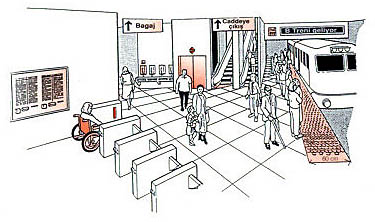 Bagaj
Caddeye
çıkış
B Treni Geliyor
60 cm